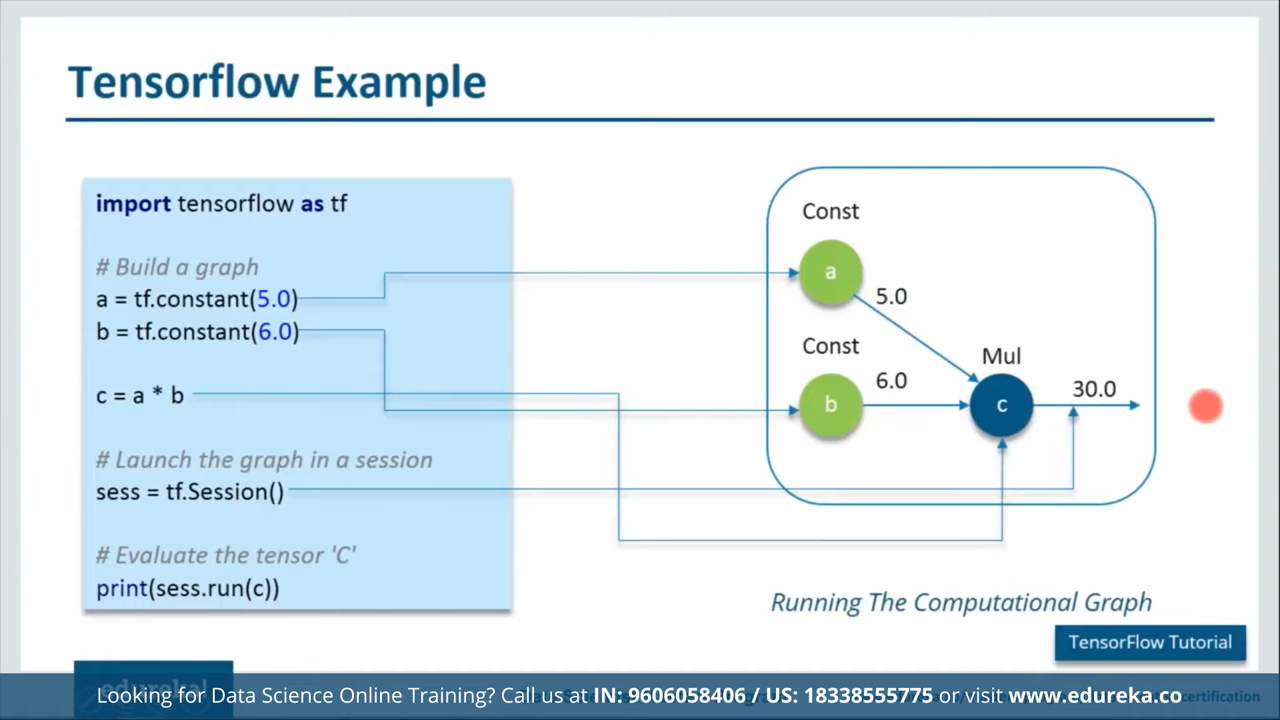 Tensorflow Example
import tensorflow as tf
# Build a graph
a = tf.constant(5.0)
b = tf.constant(6.0)
c = a * b
# Launch the graph in a session
sess = tf.Session()
# Evaluate the tensor 'C'
print(sess.run(c))
Const
a
5.0
Const
b
6.0
Mul
c
30.0
Running The Computational Graph
TensorFlow Tutorial
edureka!
Looking for Data Science Online Training? Call us at IN: 9606058406 / US: 18338555775 or visit www.edureka.co
certification